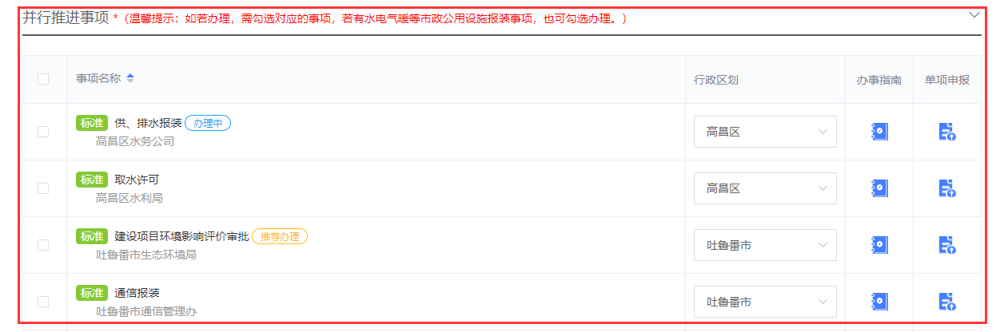 并行推进事项 *（温馨提示：如若办理，需勾选对应的事项，若有水电气暖等市政公用设施报装事项，也可勾选办理。）
事项名称 行政区划 办事指南 单项申报
标准 供、排水报装 办理中
高昌区水务公司
高昌区
标准 取水许可
高昌区水利局
高昌区
标准 建设项目环境影响评价审批 推荐办理
吐鲁番市生态环境局
吐鲁番市
标准 通信报装
吐鲁番市通信管理办
吐鲁番市